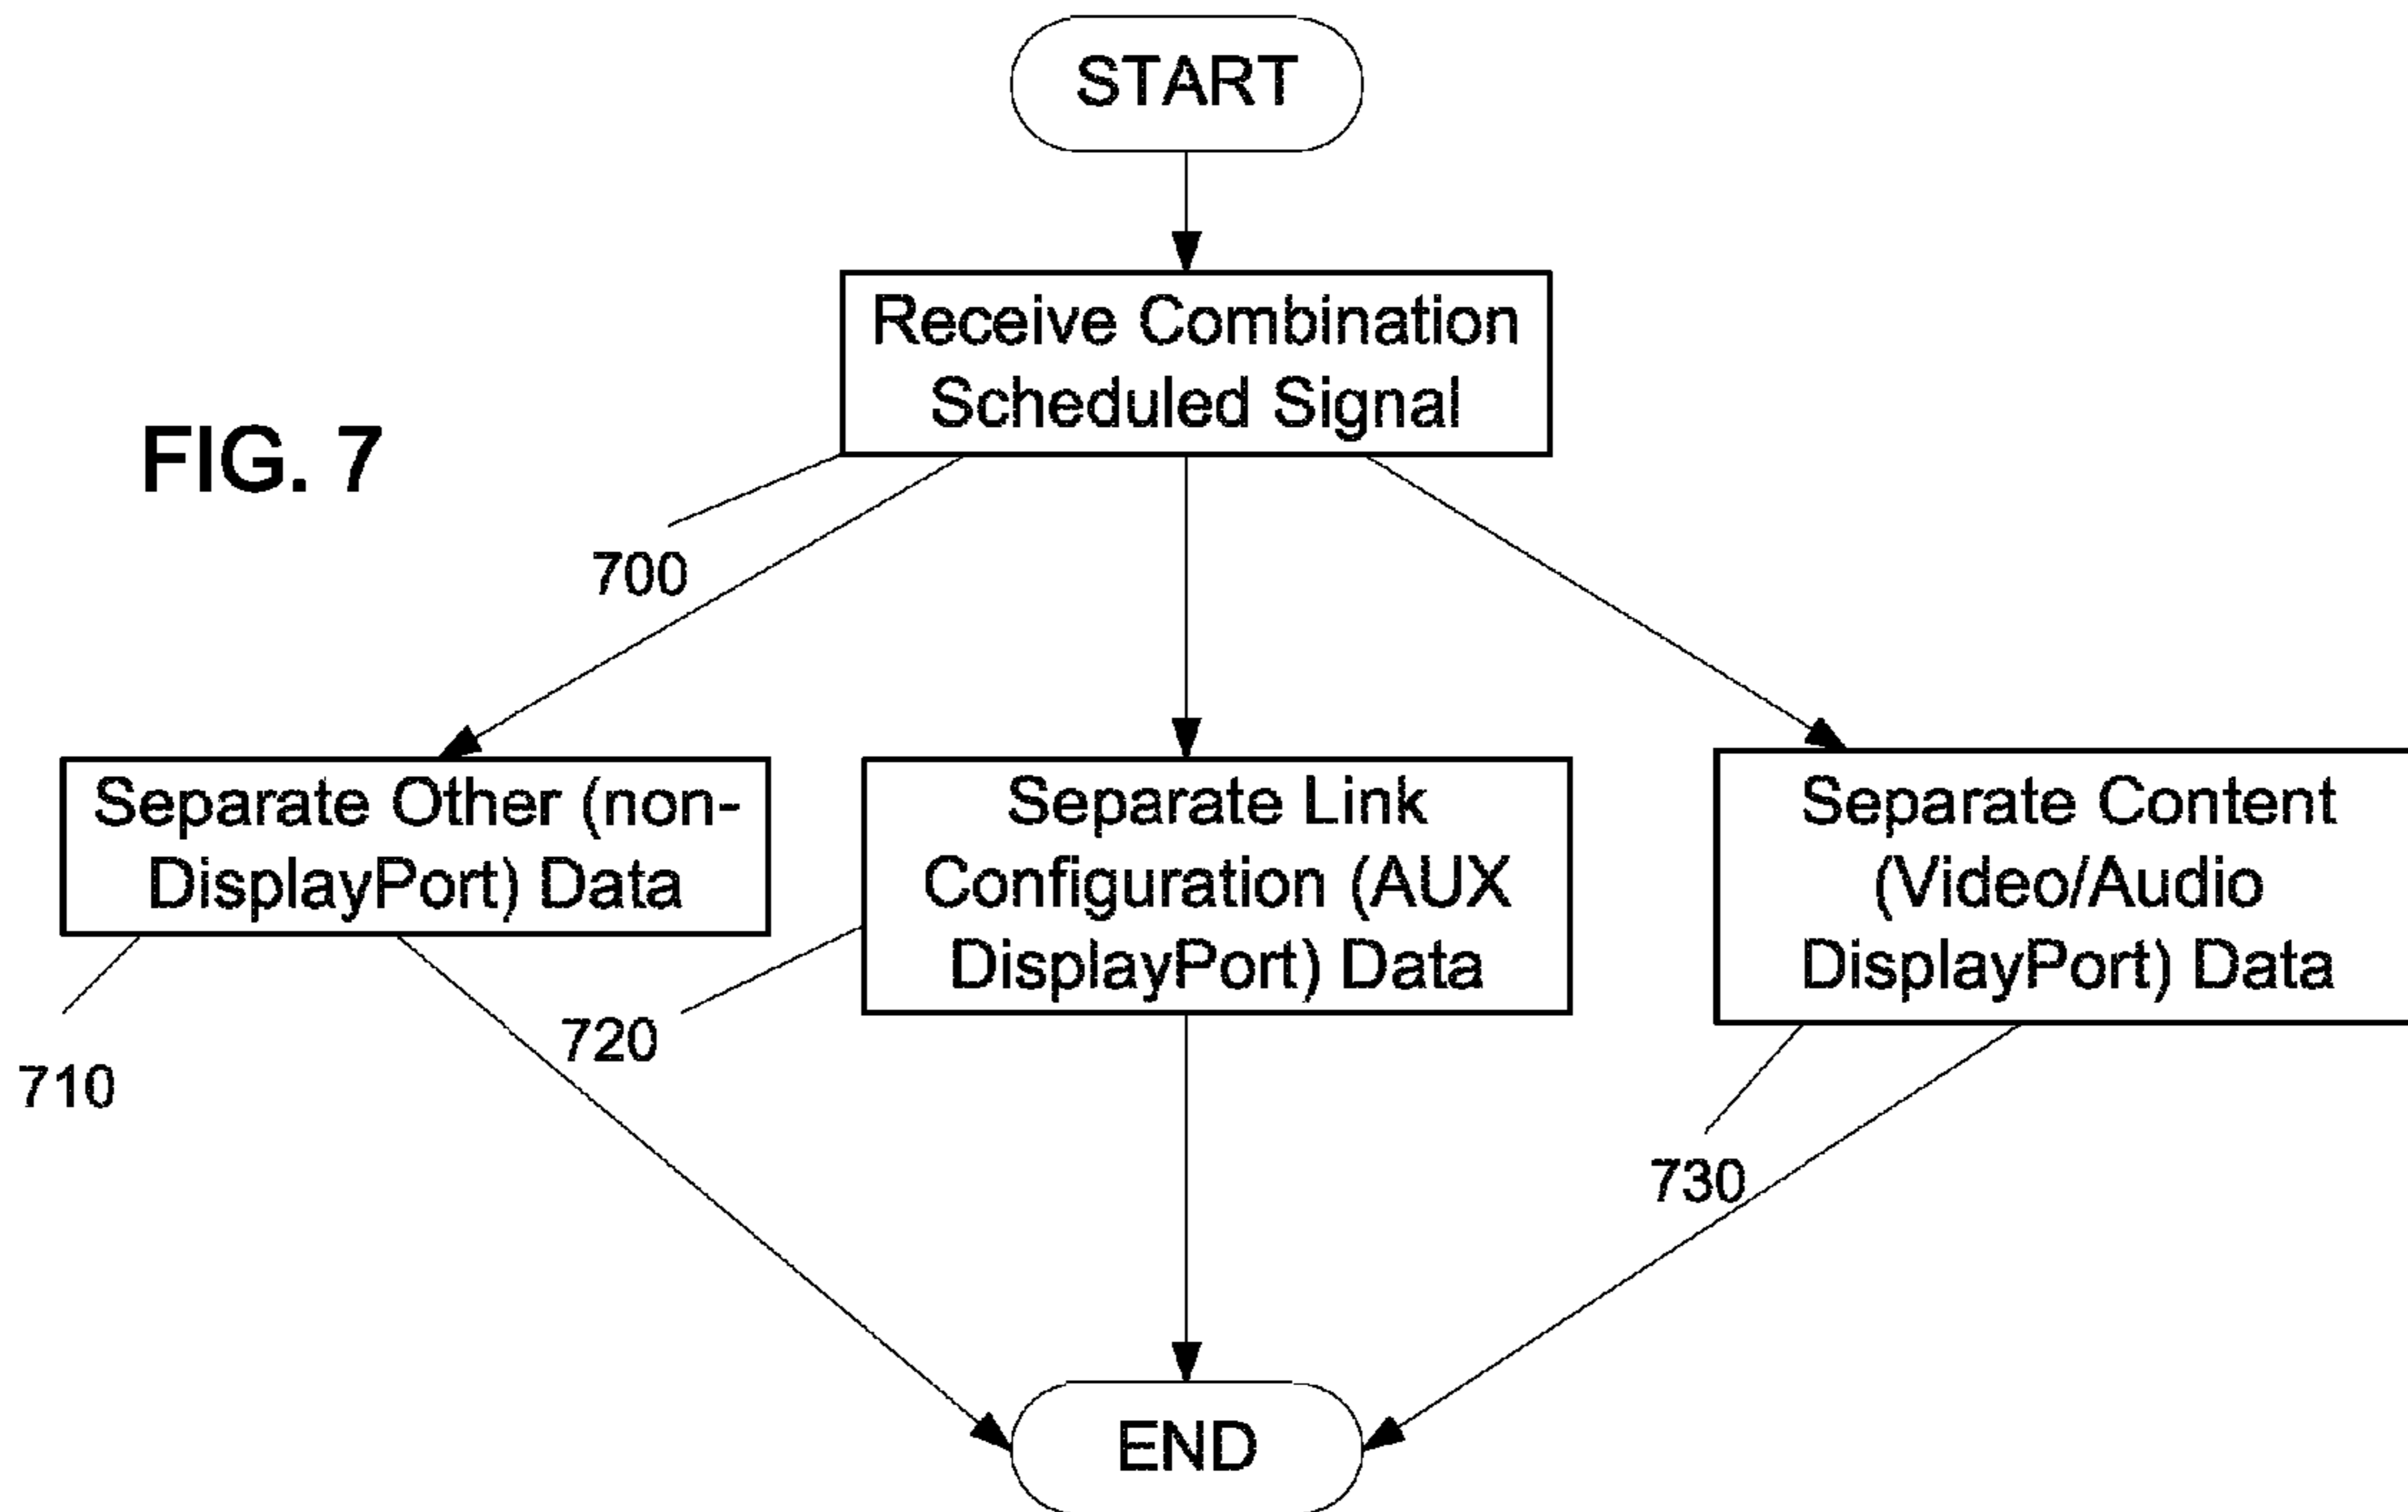 START
Receive Combination
Scheduled Signal
FIG. 7
700
Separate Other (non-
DisplayPort) Data
Separate Link
Configuration (AUX
DisplayPort) Data
Separate Content
(Video/Audio
DisplayPort) Data
710
720
730
END